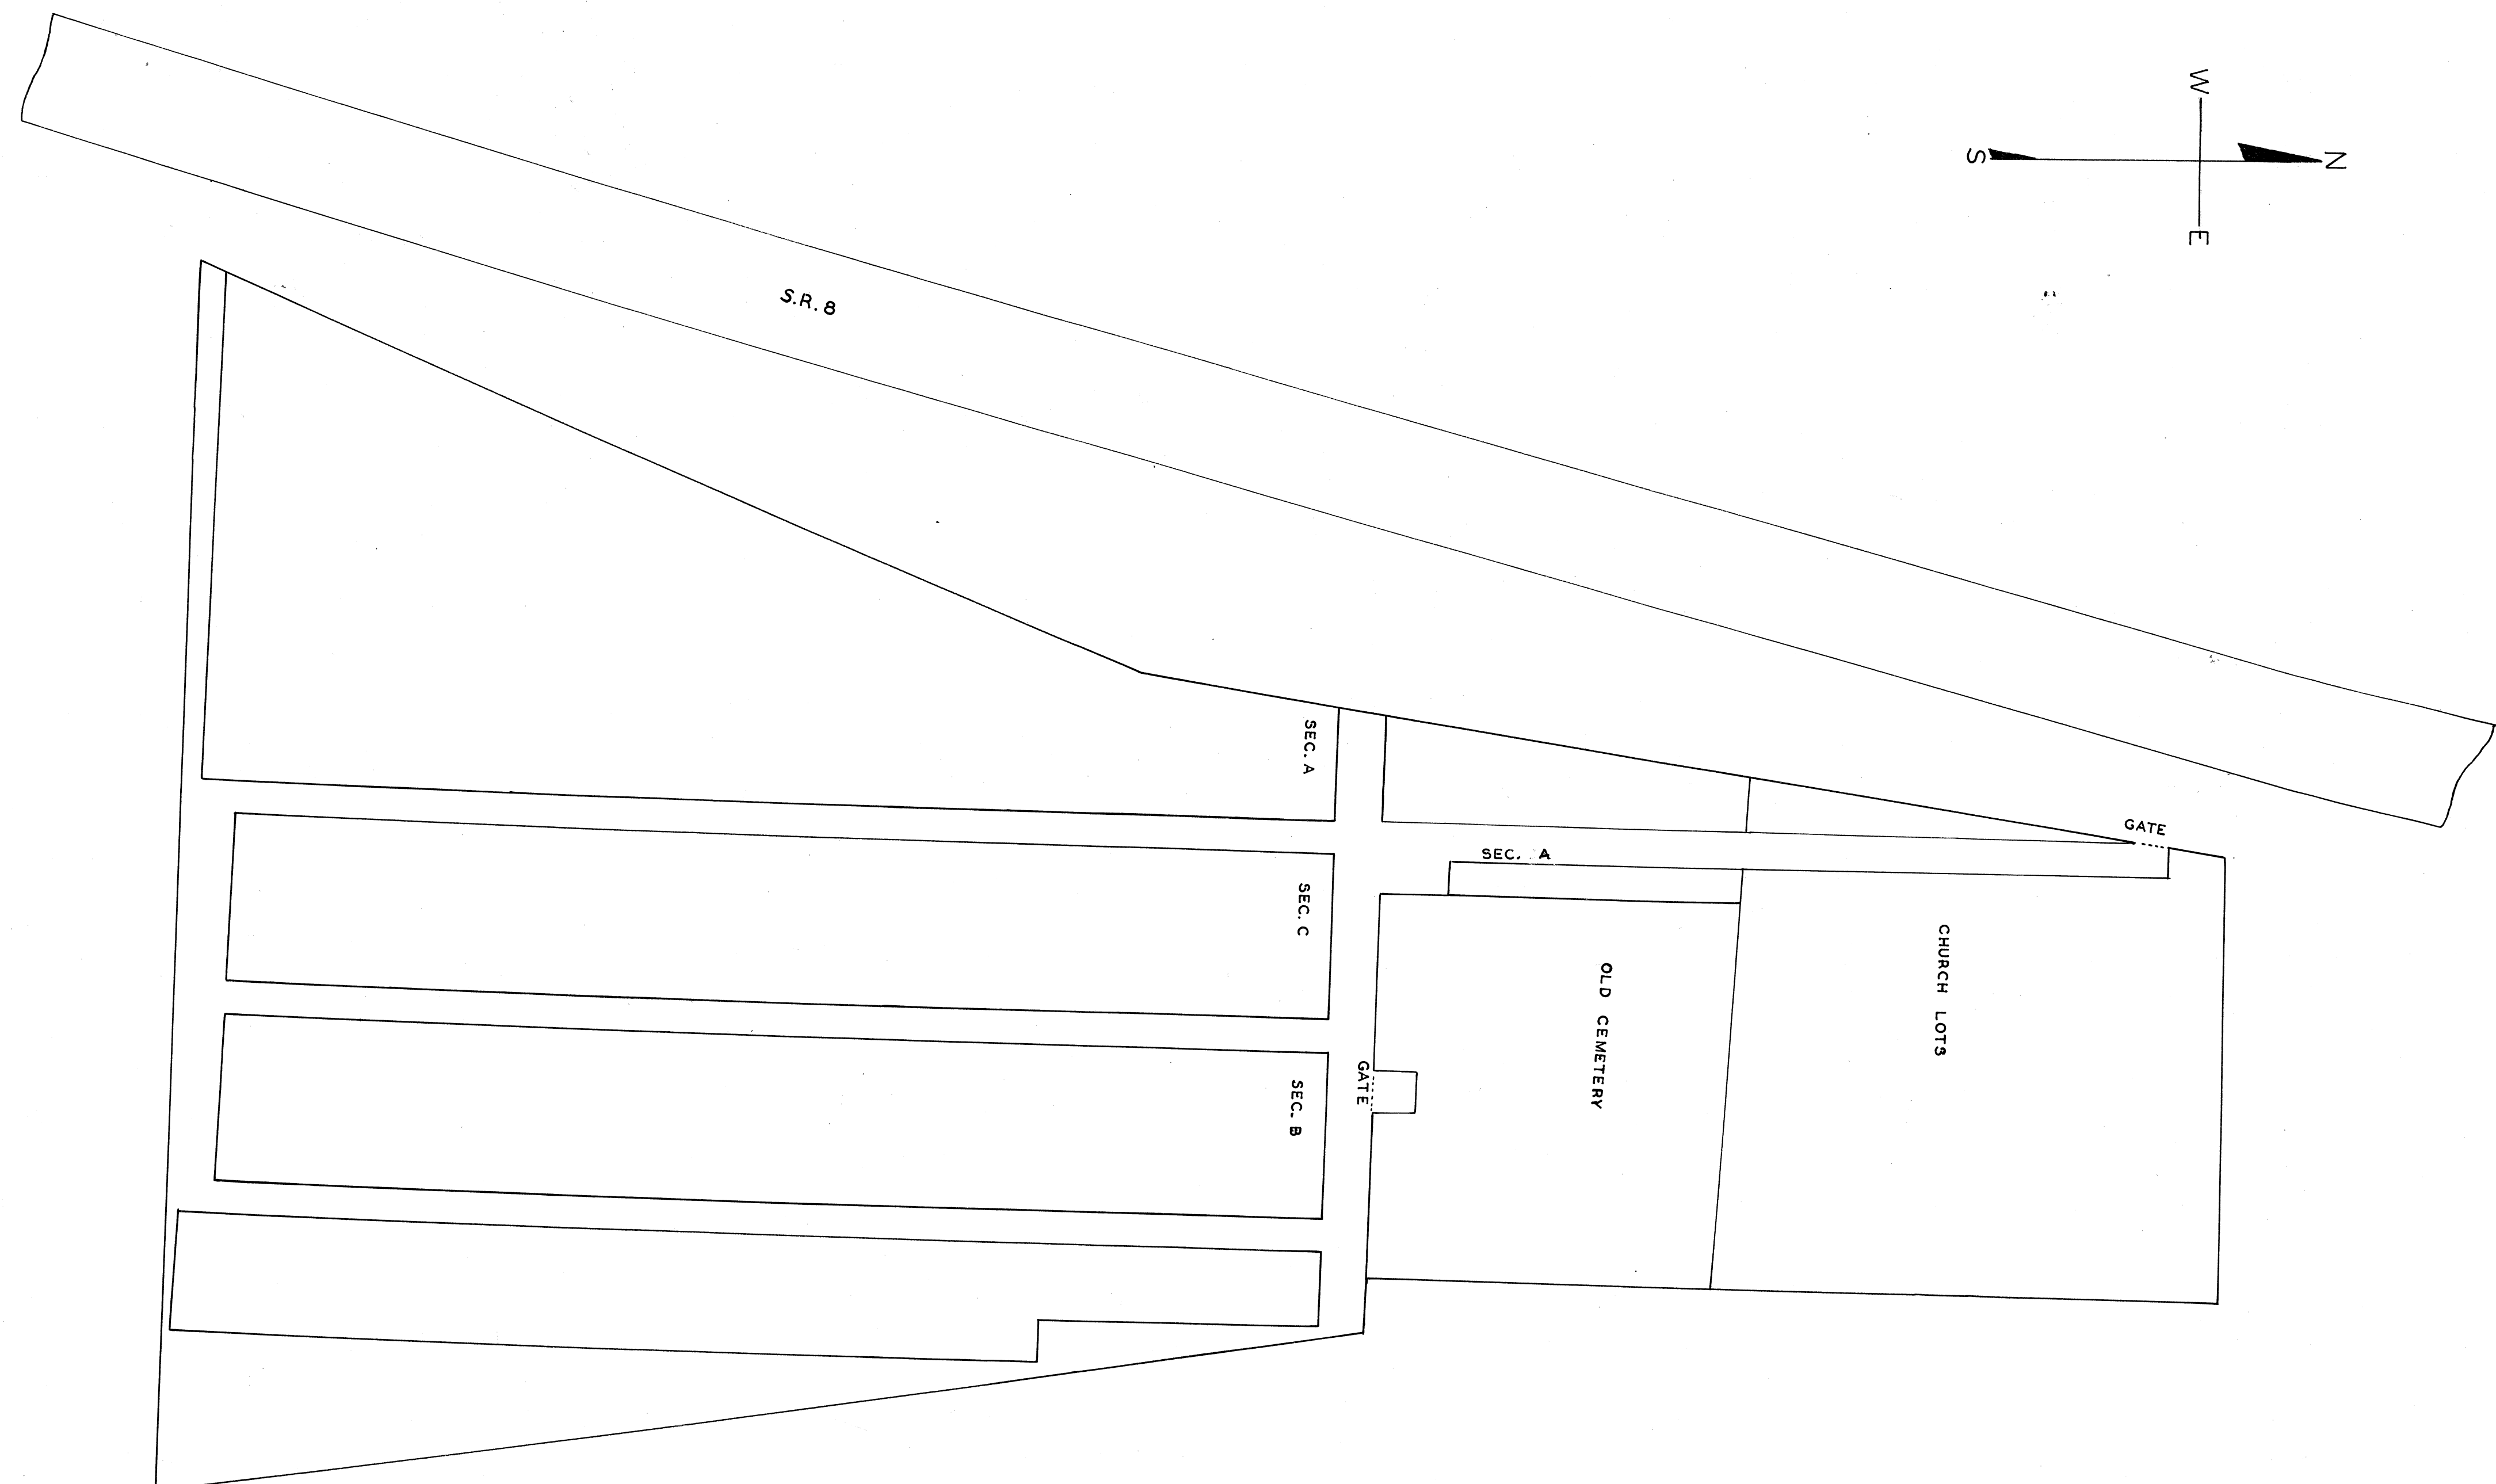 W
S
N
E
S.R. 8
SEC. A
GATE
SEC. A
SEC. C
CHURCH LOTS
OLD CEMETERY
GATE
SEC. B